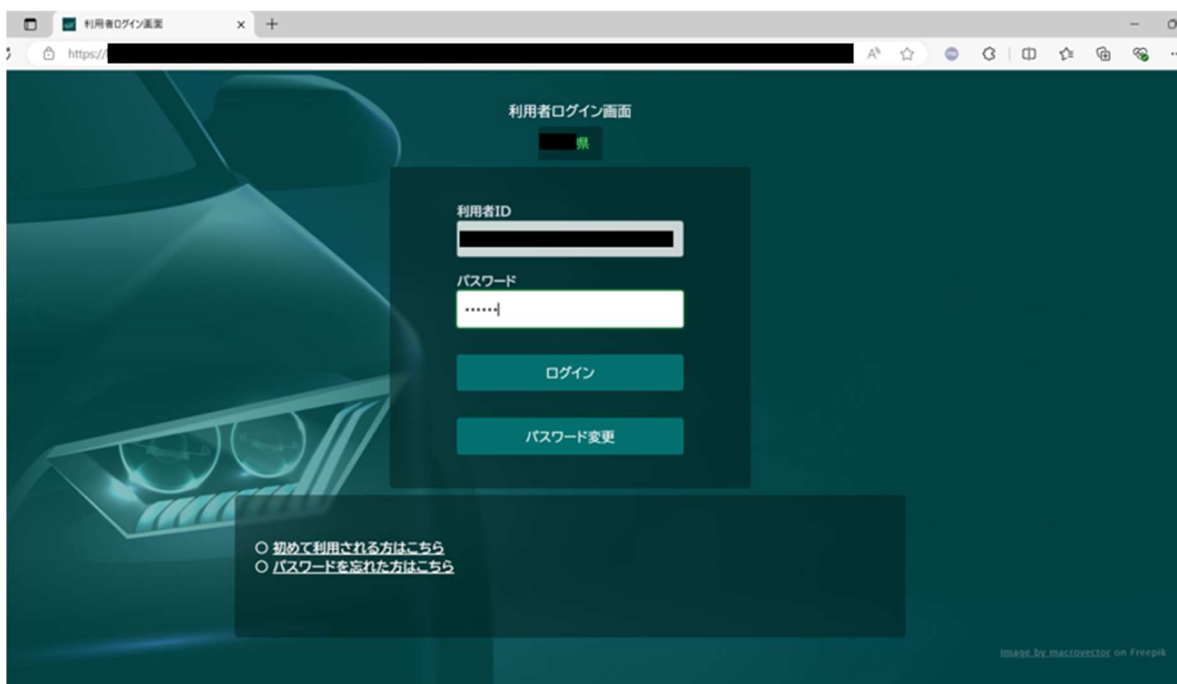 利用者ログイン画面
https://
利用者ログイン画面
県
利用者ID
パスワード
ログイン
パスワード変更
初めて利用される方はこちら
パスワードを忘れた方はこちら
Image by macrovector on Freepik